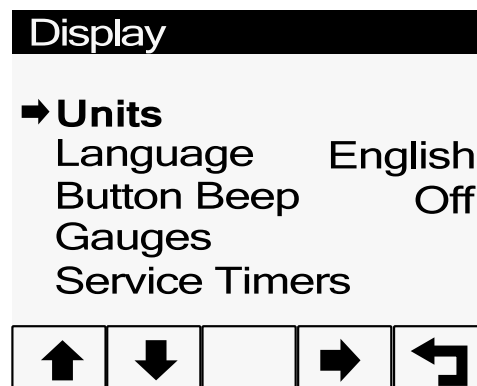 Display
Units
Language English
Button Beep Off
Gauges
Service Timers